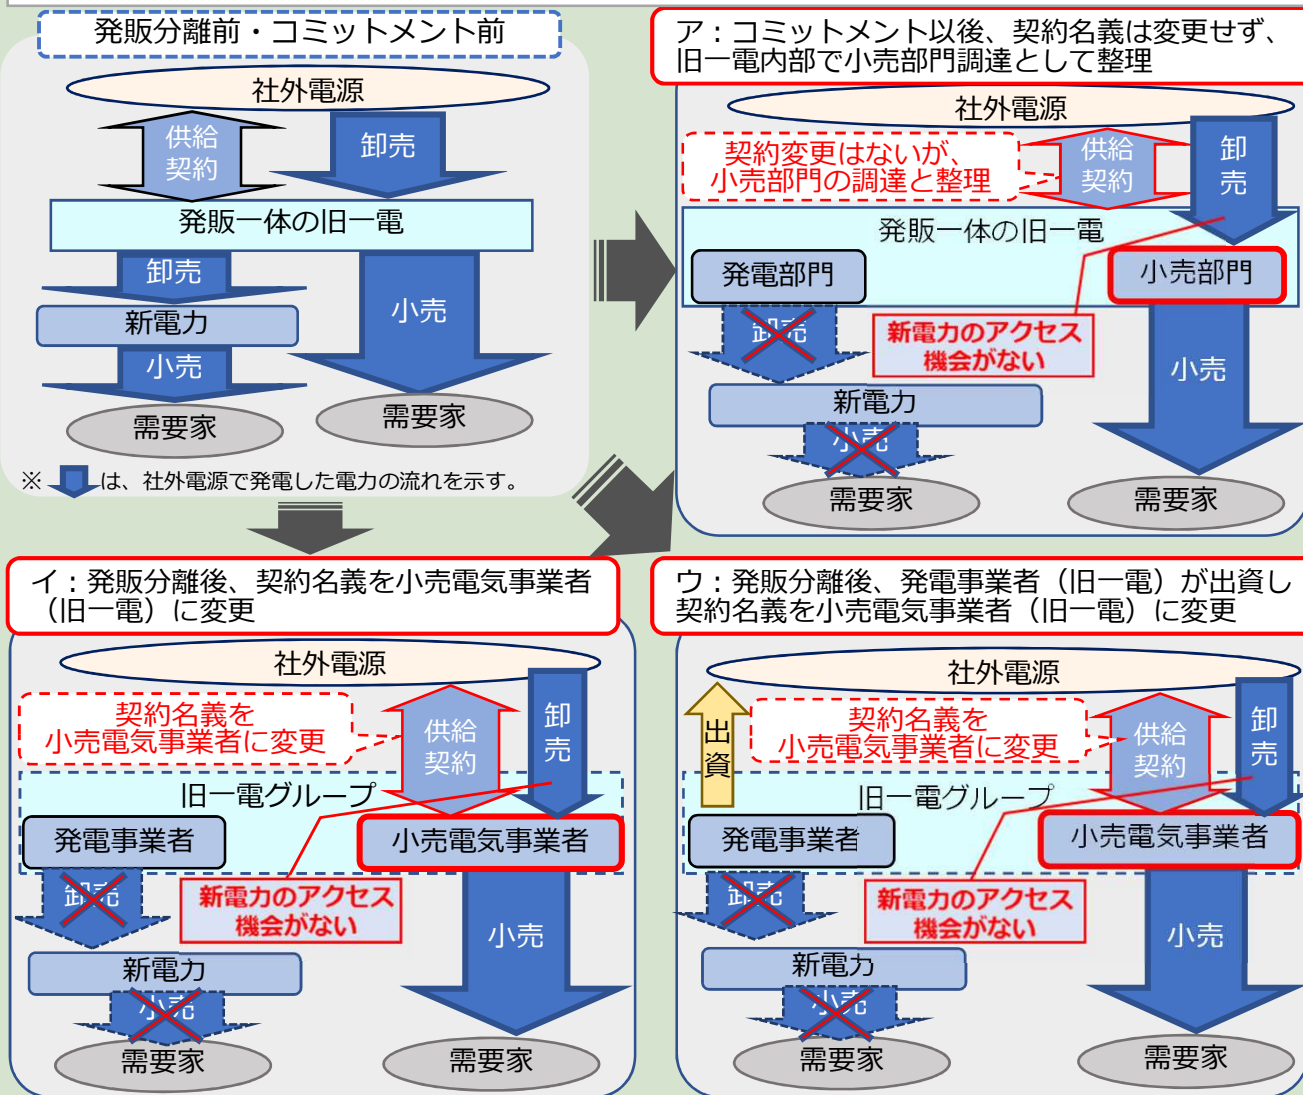 発販分離前・コミットメント前
社外電源
供給
契約
卸売
発販一体の旧一電
卸売
新電力
小売
小売
需要家
需要家
※ は、社外電源で発電した電力の流れを示す。
ア：コミットメント以後、契約名義は変更せず、
旧一電内部で小売部門調達として整理
社外電源
契約変更はないが、
小売部門の調達と整理
供給
契約
卸
売
発販一体の旧一電
発電部門
小売部門
卸売
新電力のアクセス
機会がない
新電力
小売
小売
需要家
需要家
イ：発販分離後、契約名義を小売電気事業者
（旧一電）に変更
社外電源
契約名義を
小売電気事業者に変更
供給
契約
卸
売
旧一電グループ
発電事業者
小売電気事業者
卸売
新電力のアクセス
機会がない
新電力
小売
小売
需要家
需要家
ウ：発販分離後、発電事業者（旧一電）が出資し
契約名義を小売電気事業者（旧一電）に変更
社外電源
出
資
契約名義を
小売電気事業者に変更
供給
契約
卸
売
旧一電グループ
発電事業者
小売電気事業者
卸売
新電力のアクセス
機会がない
新電力
小売
小売
需要家
需要家